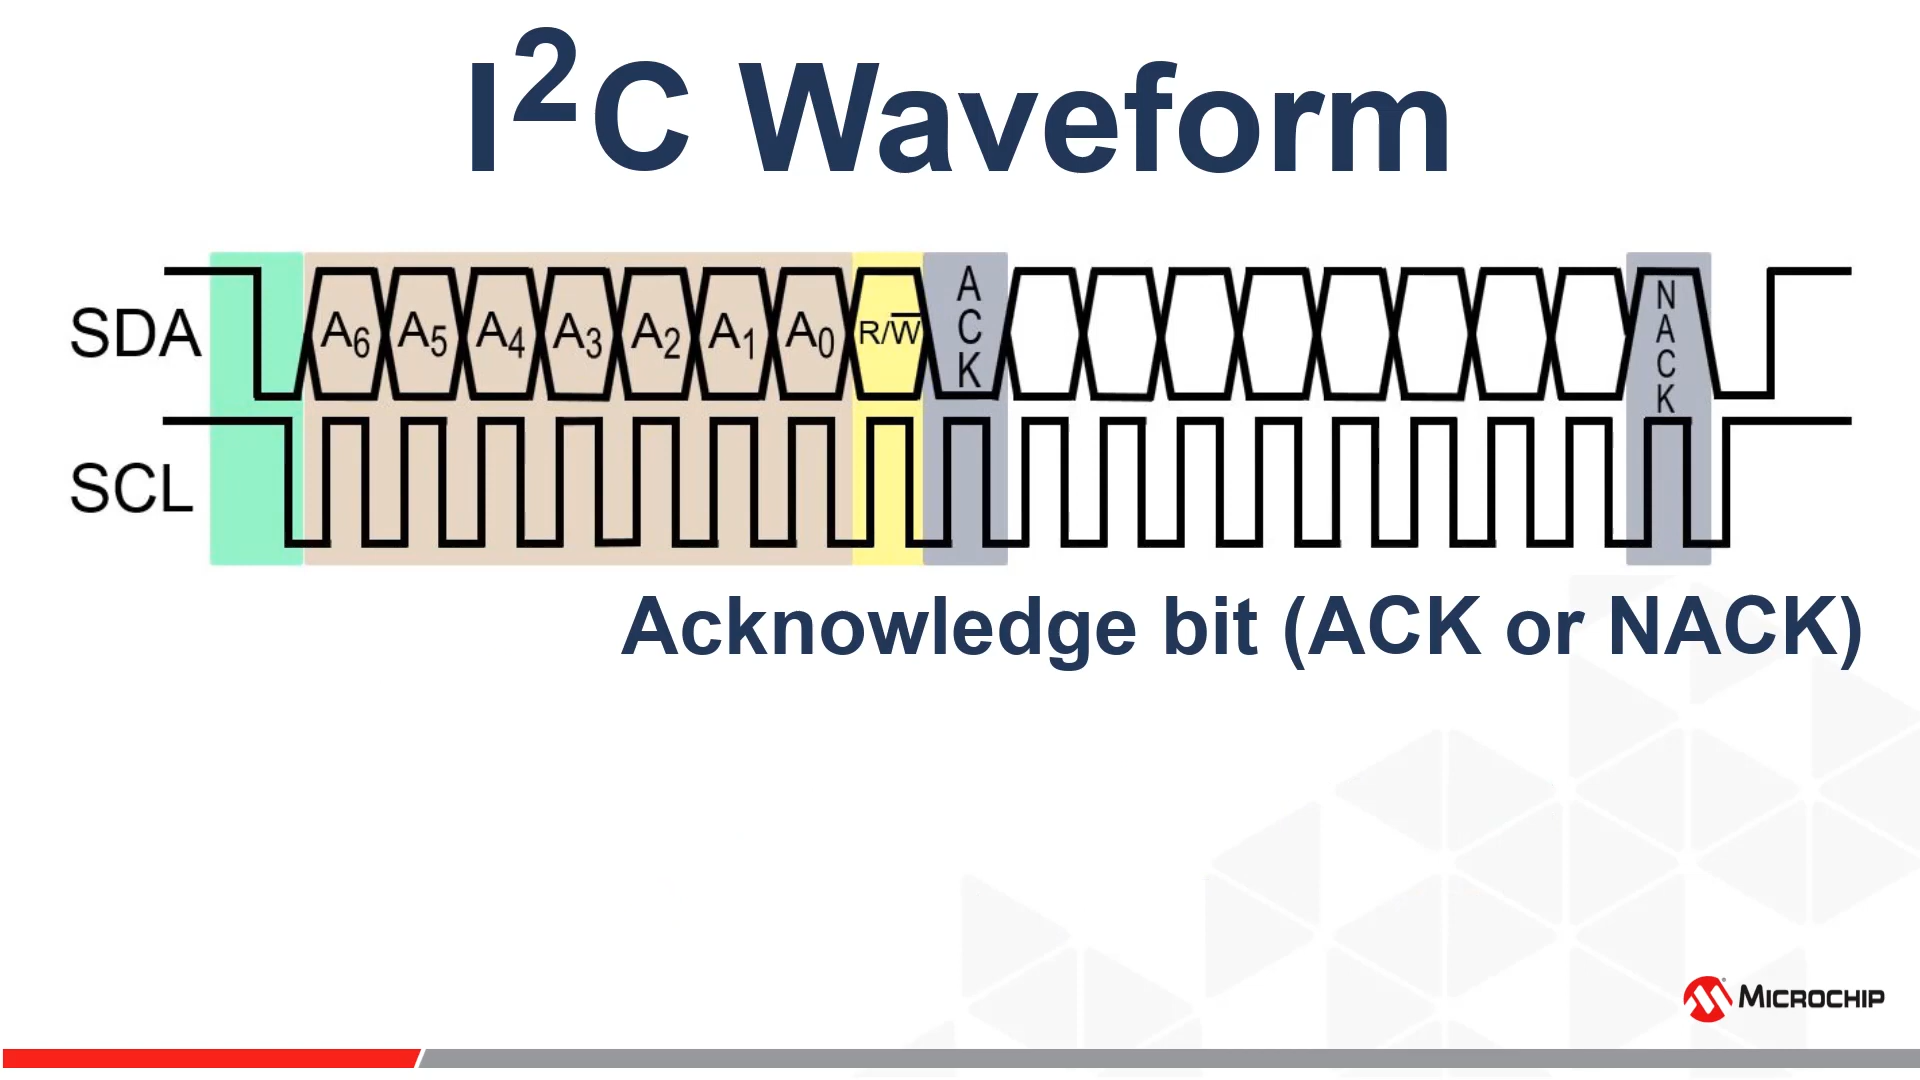 I²C Waveform
SDA
A₆ A₅ A₄ A₃ A₂ A₁ A₀ R/W̅ ACK NACK
SCL
Acknowledge bit (ACK or NACK)
MICROCHIP